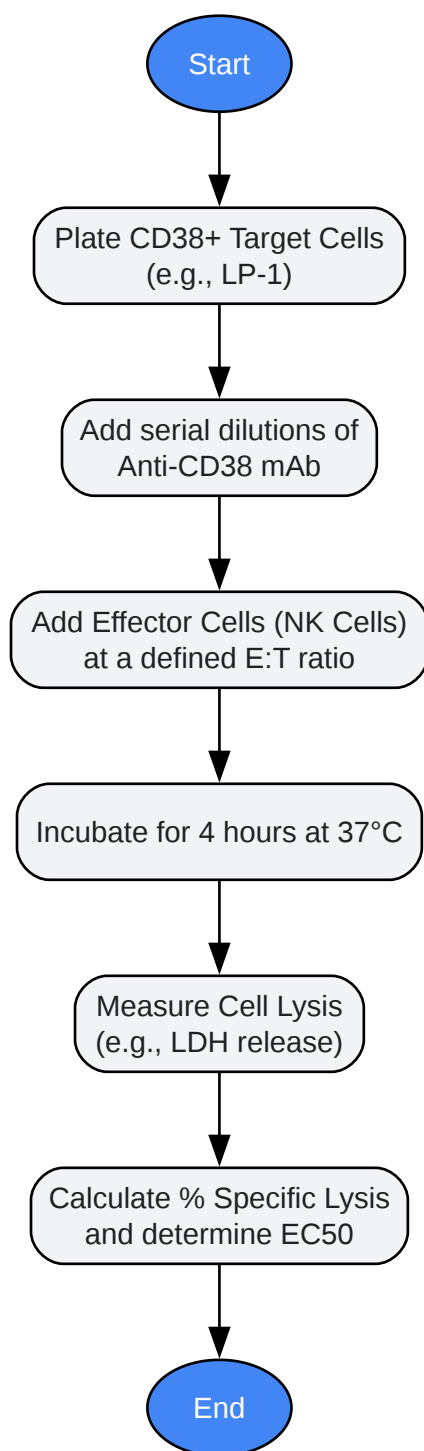 Start
Plate CD38+ Target Cells
(e.g., LP-1)
Add serial dilutions of
Anti-CD38 mAb
Add Effector Cells (NK Cells)
at a defined E:T ratio
Incubate for 4 hours at 37°C
Measure Cell Lysis
(e.g., LDH release)
Calculate % Specific Lysis
and determine EC50
End